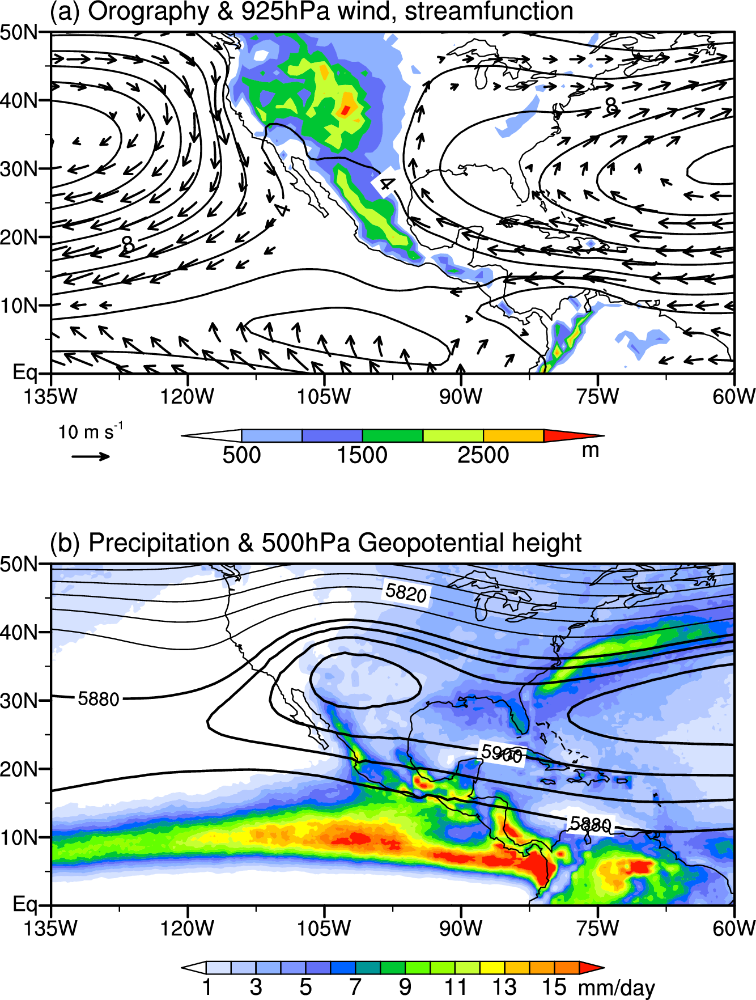 (a) Orography & 925hPa wind, streamfunction
50N
40N
30N
20N
10N
Eq
8
4
4
8
135W 120W 105W 90W 75W 60W
10 m s-1
500 1500 2500 m
(b) Precipitation & 500hPa Geopotential height
50N
40N
30N
20N
10N
Eq
5820
5880
5900
5880
135W 120W 105W 90W 75W 60W
1 3 5 7 9 11 13 15 mm/day